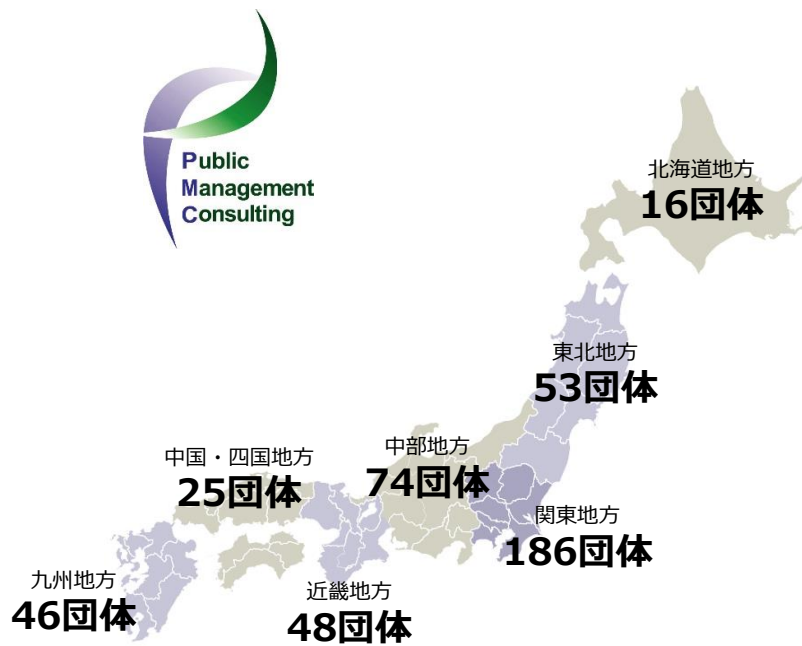 Public
Management
Consulting
北海道地方
16団体
東北地方
53団体
中部地方
74団体
中国・四国地方
25団体
関東地方
186団体
九州地方
46団体
近畿地方
48団体